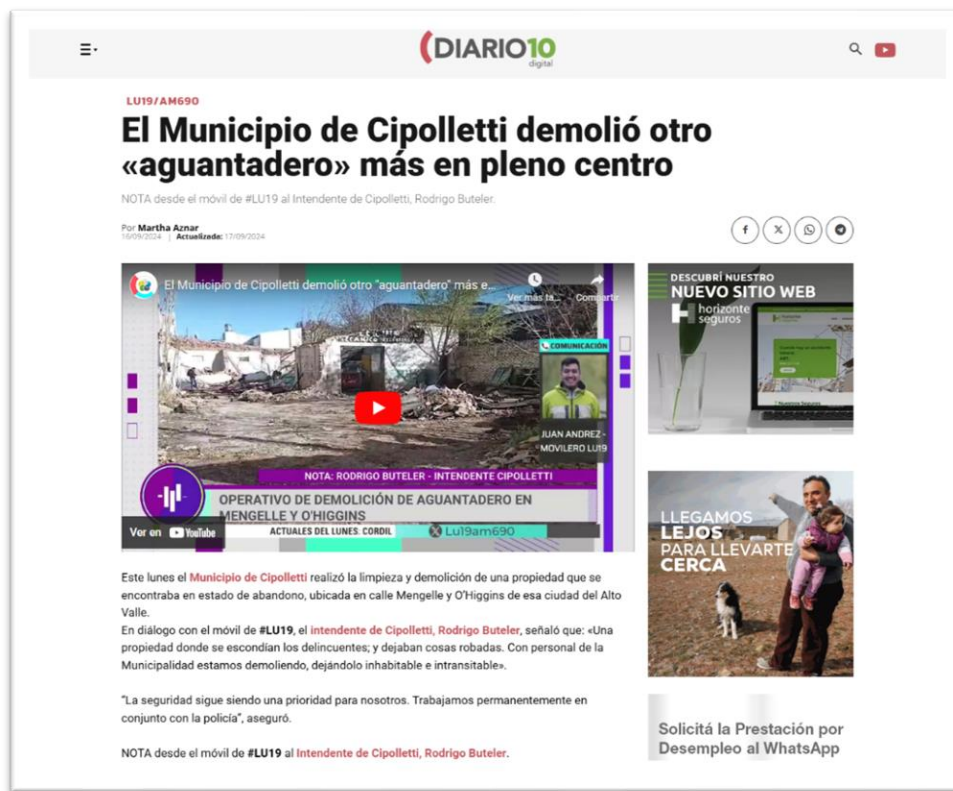 DIARIO10
digital
LU19/AM690
El Municipio de Cipolletti demolió otro
«aguantadero» más en pleno centro
NOTA desde el móvil de #LU19 al Intendente de Cipolletti, Rodrigo Buteler.
Por Martha Aznar
16/09/2024 | Actualizada: 17/09/2024
El Municipio de Cipolletti demolió otro "aguantadero" más e...
Ver más ta...
Compartir
COMUNICACIÓN
JUAN ANDREZ -
MOVILERO LU19
NOTA: RODRIGO BUTELER - INTENDENTE CIPOLLETTI
OPERATIVO DE DEMOLICIÓN DE AGUANTADERO EN
MENGELLE Y O'HIGGINS
Ver en YouTube
ACTUALES DEL LUNES: CORDIL
Lu19am690
DESCUBRÍ NUESTRO
NUEVO SITIO WEB
horizonte
seguros
LLEGAMOS
LEJOS
PARA LLEVARTE
CERCA
Este lunes el Municipio de Cipolletti realizó la limpieza y demolición de una propiedad que se
encontraba en estado de abandono, ubicada en calle Mengelle y O'Higgins de esa ciudad del Alto
Valle.
En diálogo con el móvil de #LU19, el intendente de Cipolletti, Rodrigo Buteler, señaló que: «Una
propiedad donde se escondían los delincuentes; y dejaban cosas robadas. Con personal de la
Municipalidad estamos demoliendo, dejándolo inhabitable e intransitable».
"La seguridad sigue siendo una prioridad para nosotros. Trabajamos permanentemente en
conjunto con la policía", aseguró.
NOTA desde el móvil de #LU19 al Intendente de Cipolletti, Rodrigo Buteler.
Solicitá la Prestación por
Desempleo al WhatsApp